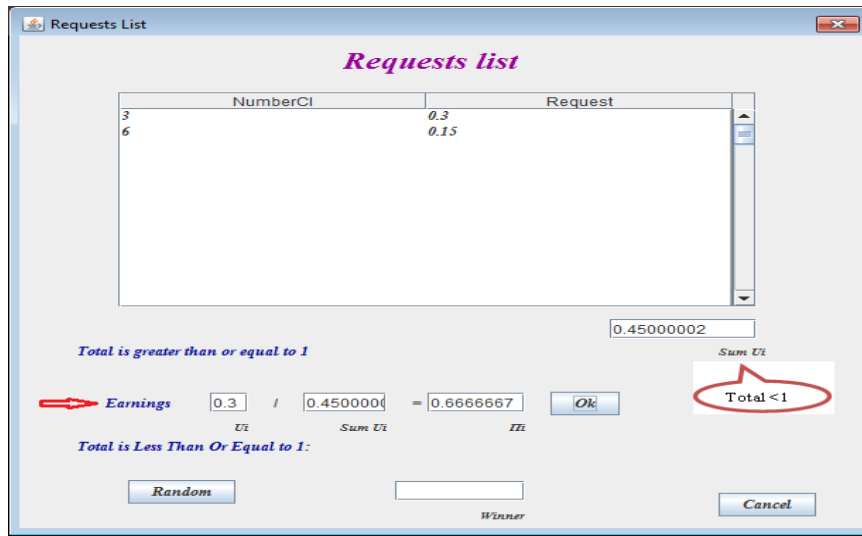 Requests List
Requests list
NumberCl Request
3 0.3
6 0.15
0.45000002
Total is greater than or equal to 1 Sum Ui
Total<1
Earnings 0.3 / 0.4500000 = 0.6666667 Ok
Ui Sum Ui Πi
Total is Less Than Or Equal to 1:
Random
Winner
Cancel